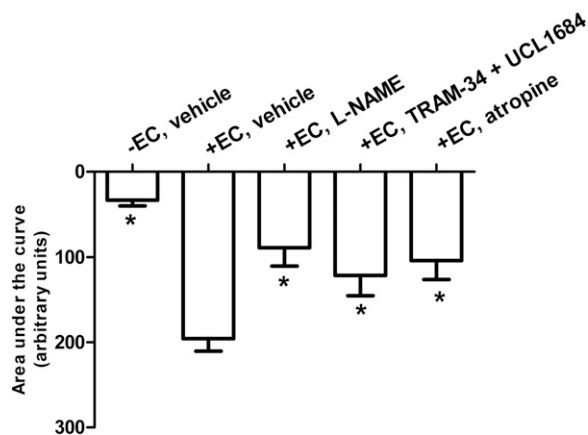 -EC, vehicle
+EC, vehicle
+EC, L-NAME
+EC, TRAM-34 + UCL1684
+EC, atropine
Area under the curve
(arbitrary units)
0
100
200
300
*
*
*
*